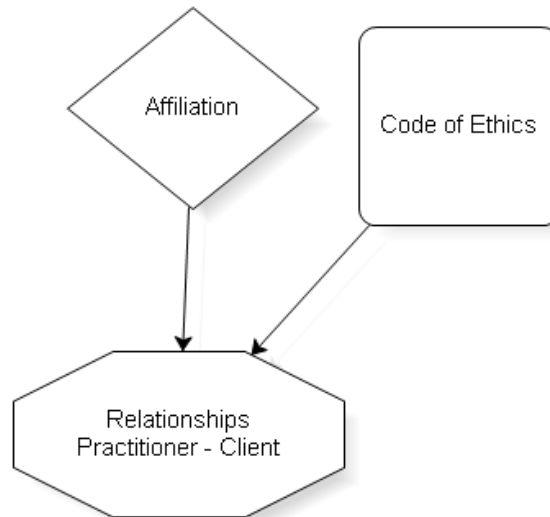 Affiliation
Code of Ethics
Relationships
Practitioner - Client